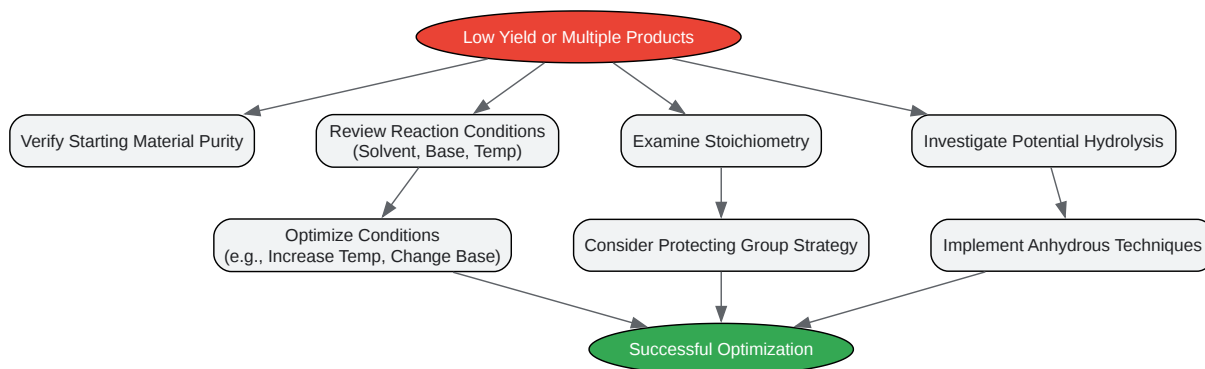 Low Yield or Multiple Products
Verify Starting Material Purity
Review Reaction Conditions
(Solvent, Base, Temp)
Examine Stoichiometry
Investigate Potential Hydrolysis
Optimize Conditions
(e.g., Increase Temp, Change Base)
Consider Protecting Group Strategy
Implement Anhydrous Techniques
Successful Optimization